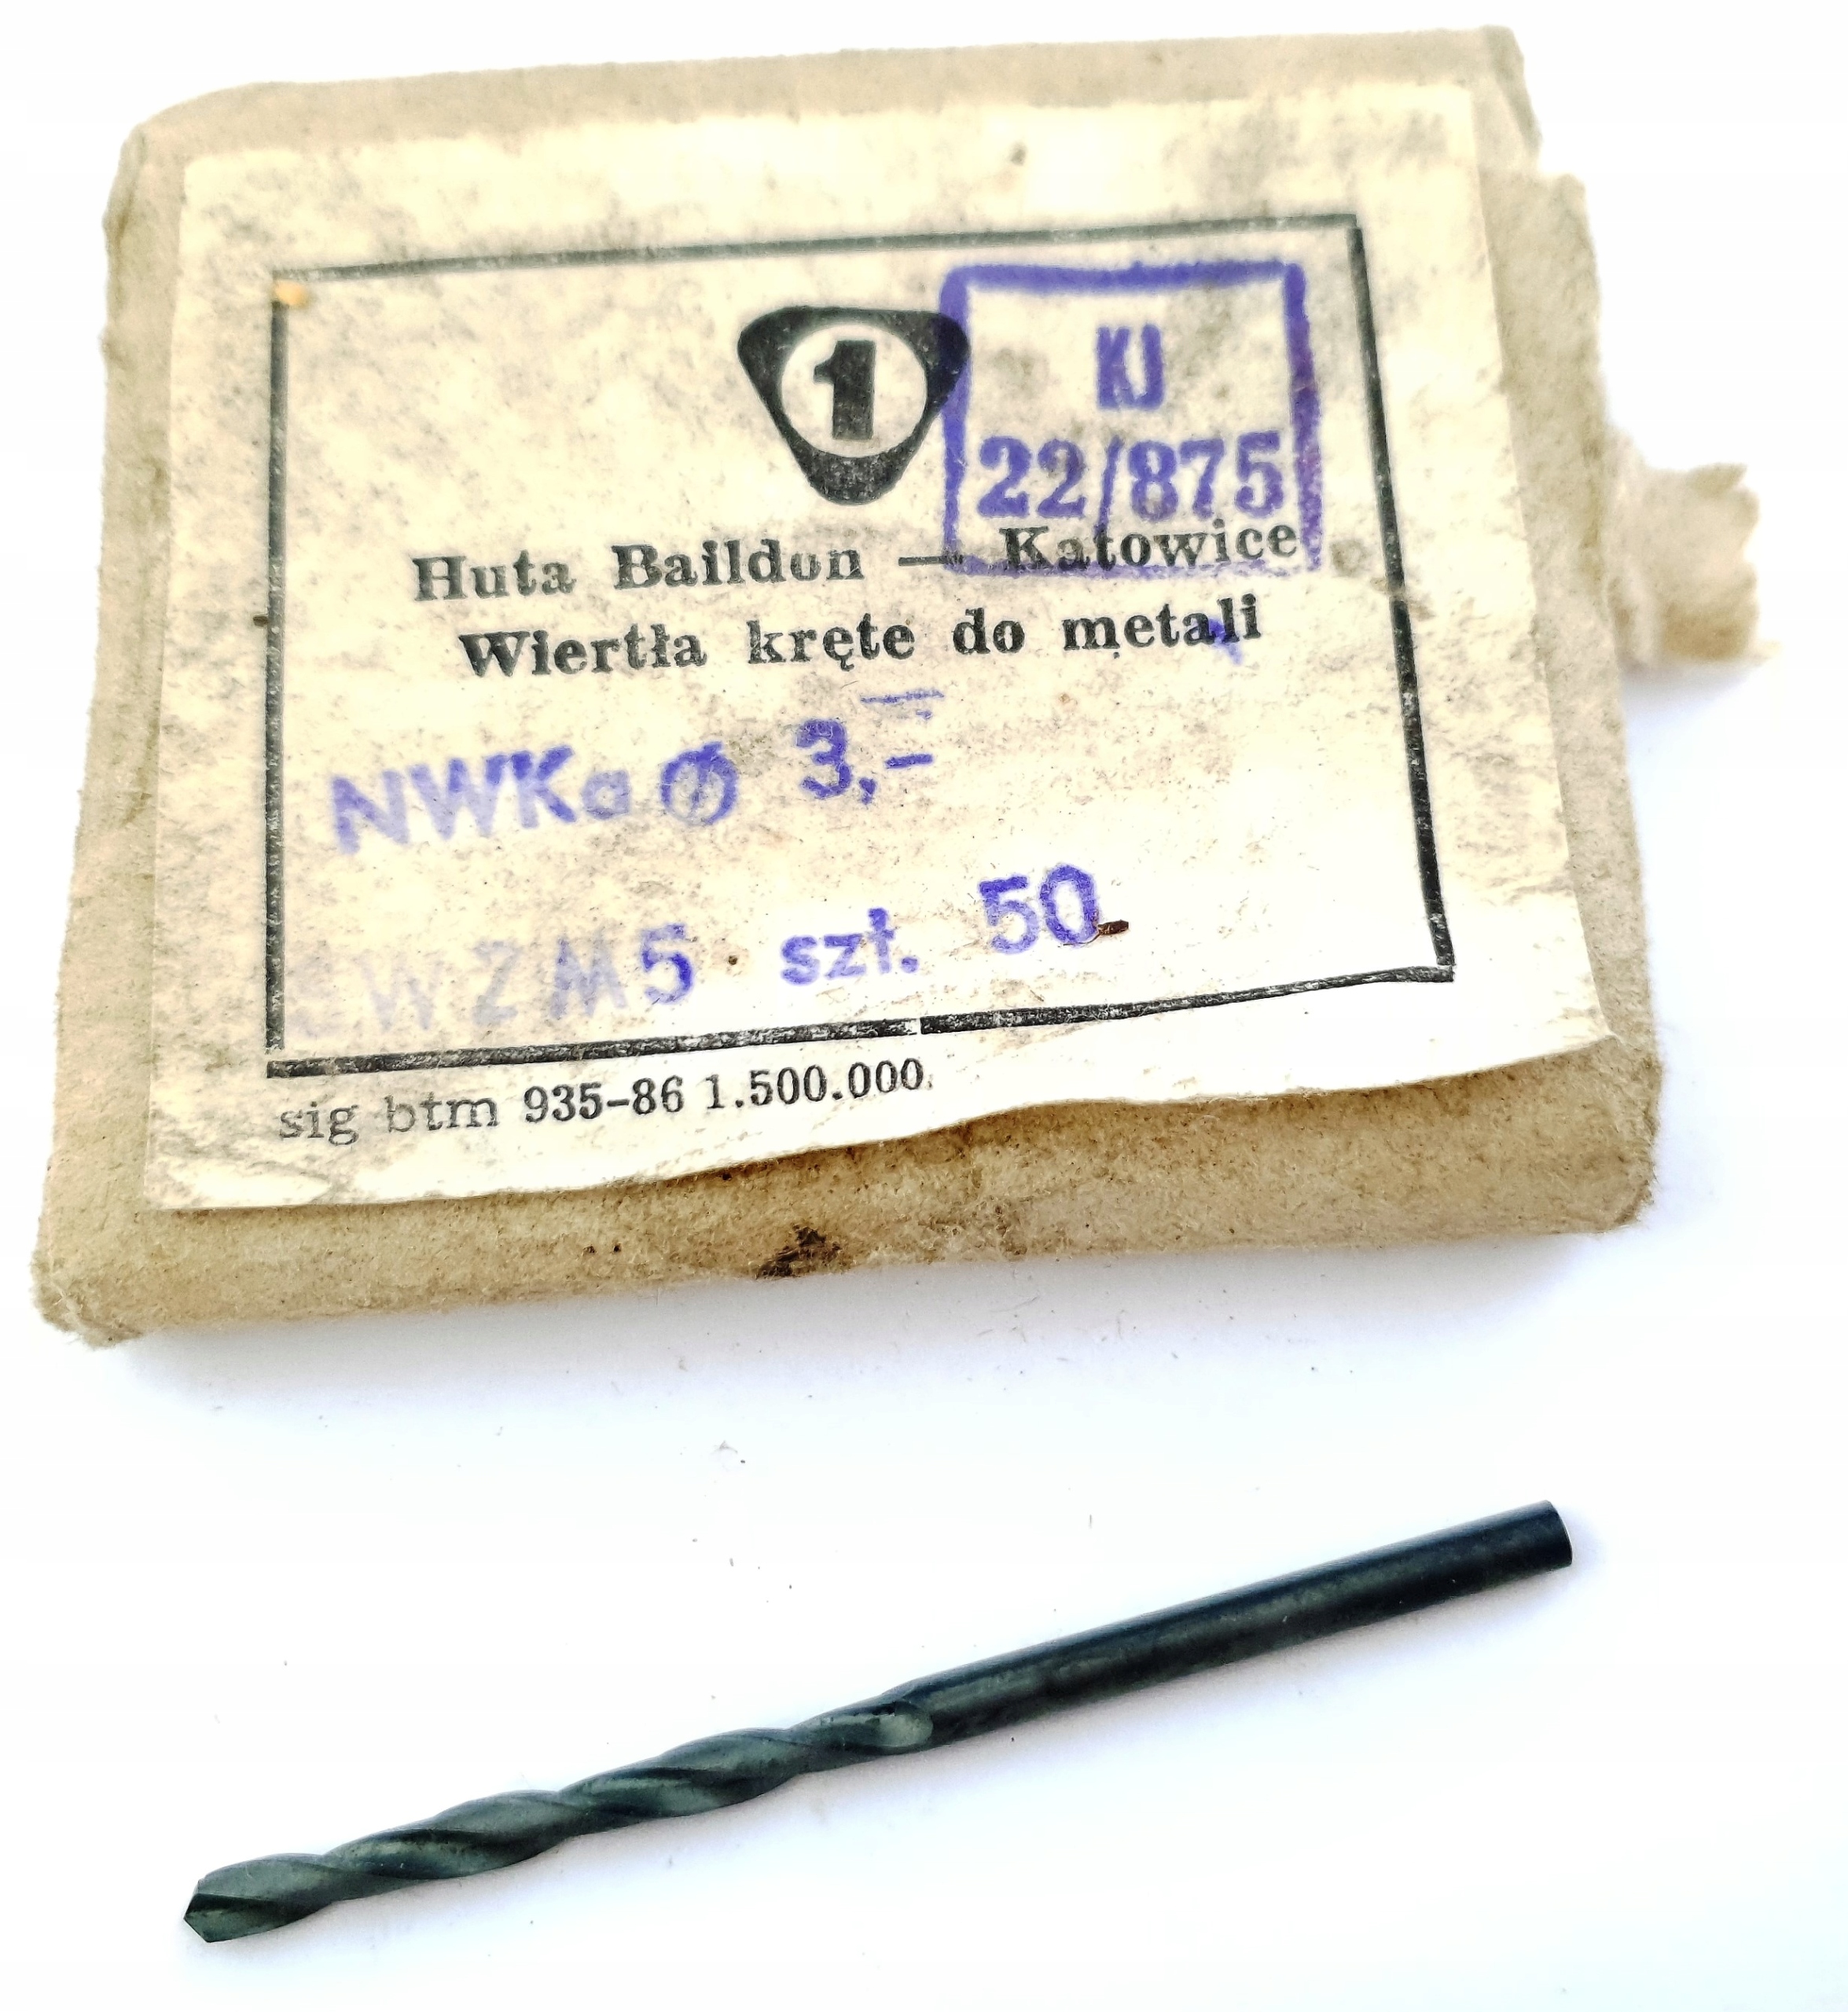 1
KJ
22/875
Huta Baildon — Katowice
Wiertła kręte do metali
NWKa Ø 3,-
SWZM5 szt. 50
sig btm 935-86 1.500.000.